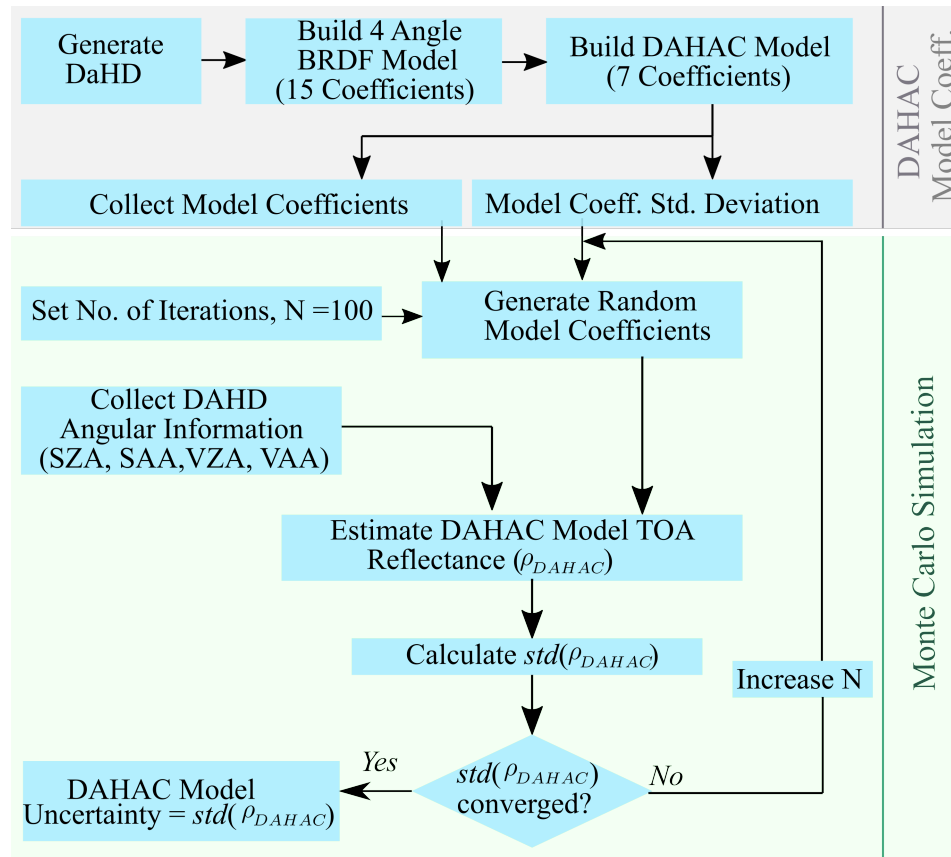 Generate
DaHD
Build 4 Angle
BRDF Model
(15 Coefficients)
Build DAHAC Model
(7 Coefficients)
DAHAC
Model Coeff.
Collect Model Coefficients
Model Coeff. Std. Deviation
Set No. of Iterations, N =100
Generate Random
Model Coefficients
Collect DAHD
Angular Information
(SZA, SAA,VZA, VAA)
Estimate DAHAC Model TOA
Reflectance (ρDAHAC)
Calculate std(ρDAHAC)
Increase N
std(ρDAHAC)
converged?
Yes
No
DAHAC Model
Uncertainty = std(ρDAHAC)
Monte Carlo Simulation